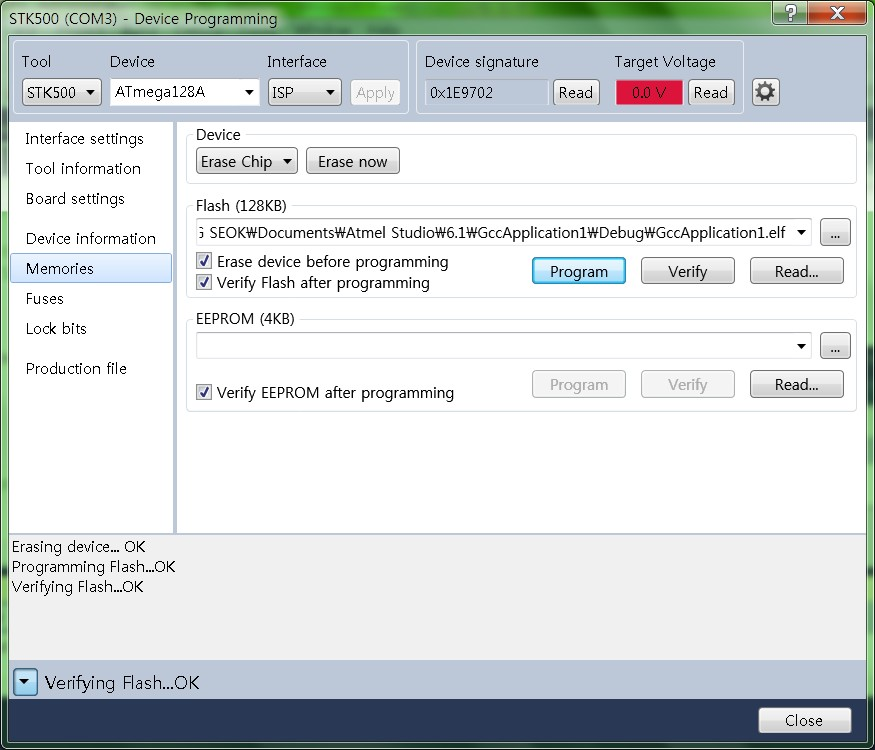 STK500 (COM3) - Device Programming
Tool Device Interface Device signature Target Voltage
STK500 ATmega128A ISP Apply 0x1E9702 Read 0.0 V Read
Interface settings
Tool information
Board settings
Device information
Memories
Fuses
Lock bits
Production file
Device
Erase Chip Erase now
Flash (128KB)
SEOK₩Documents₩Atmel Studio₩6.1₩GccApplication1₩Debug₩GccApplication1.elf ...
Erase device before programming
Verify Flash after programming
Program Verify Read...
EEPROM (4KB)
...
Verify EEPROM after programming
Program Verify Read...
Erasing device... OK
Programming Flash...OK
Verifying Flash...OK
Verifying Flash...OK
Close